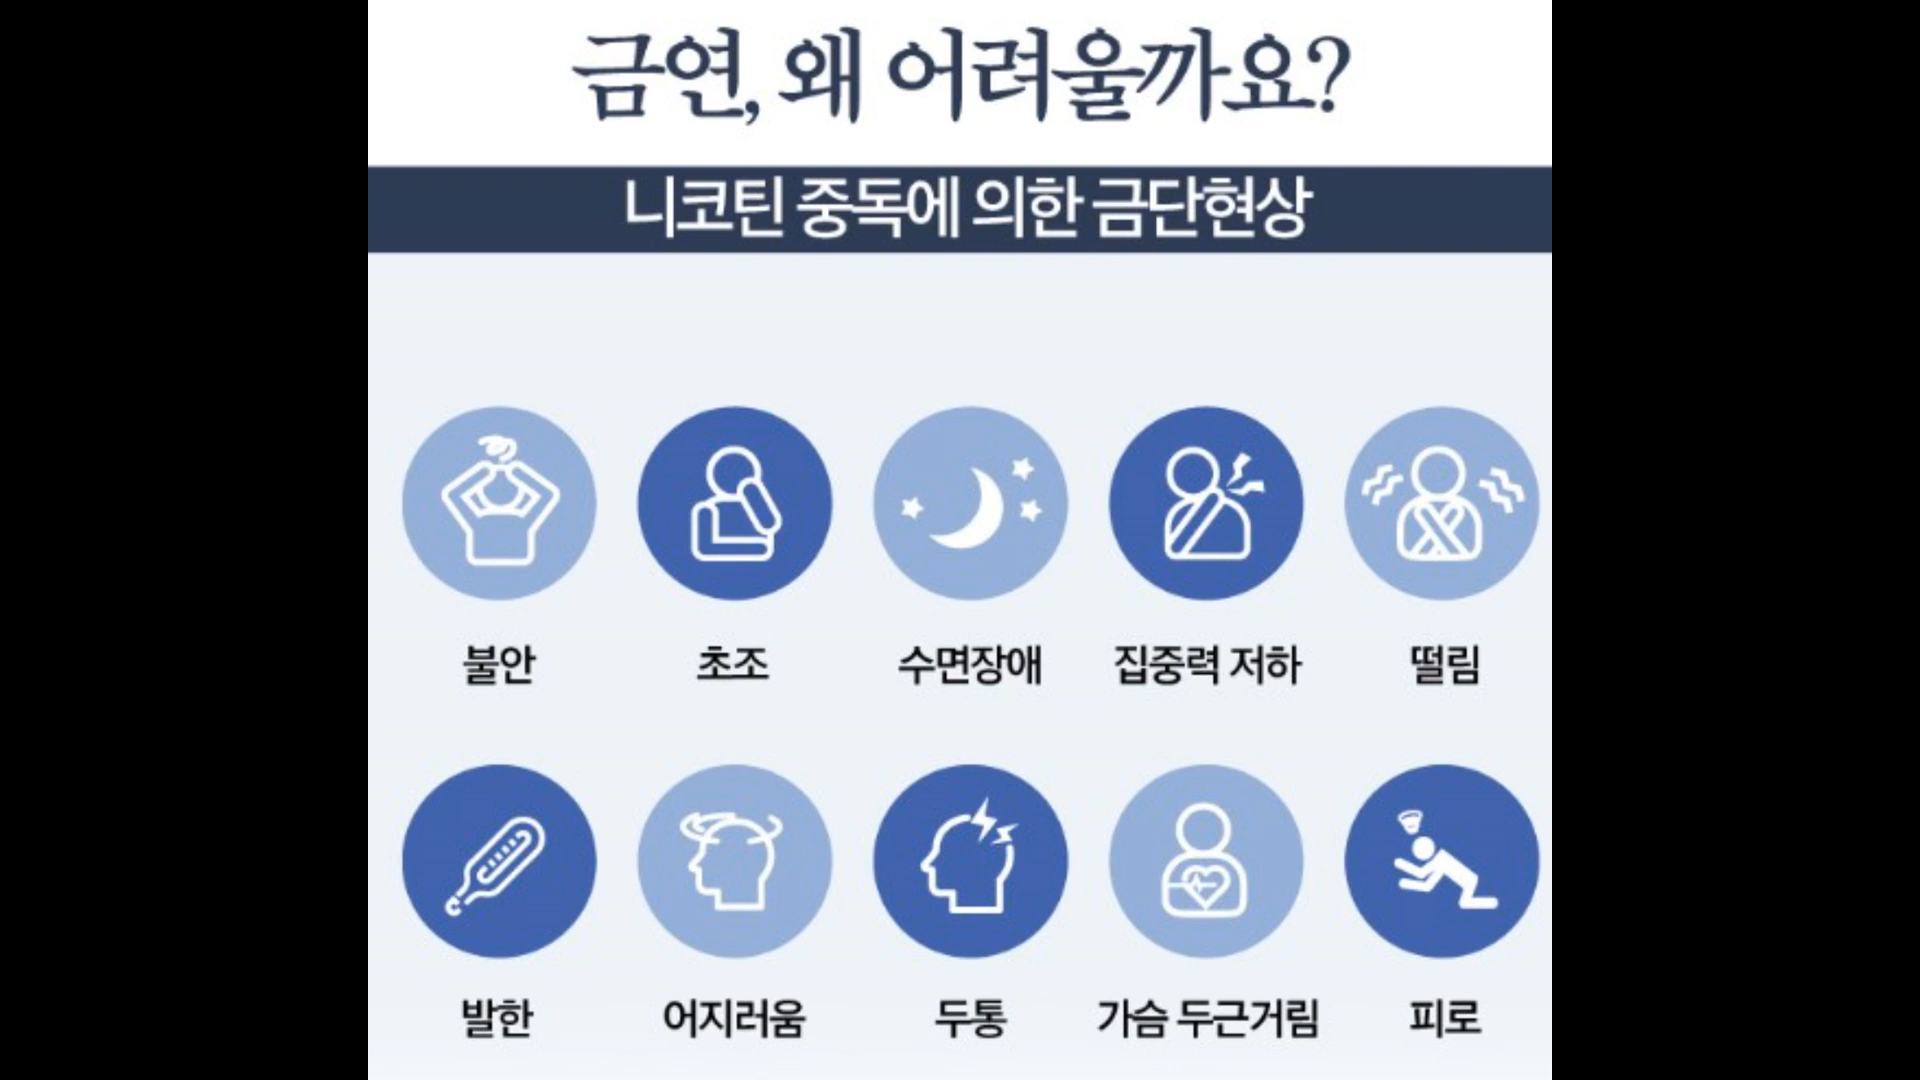 금연, 왜 어려울까요?
니코틴 중독에 의한 금단현상
불안 초조 수면장애 집중력 저하 떨림
발한 어지러움 두통 가슴 두근거림 피로